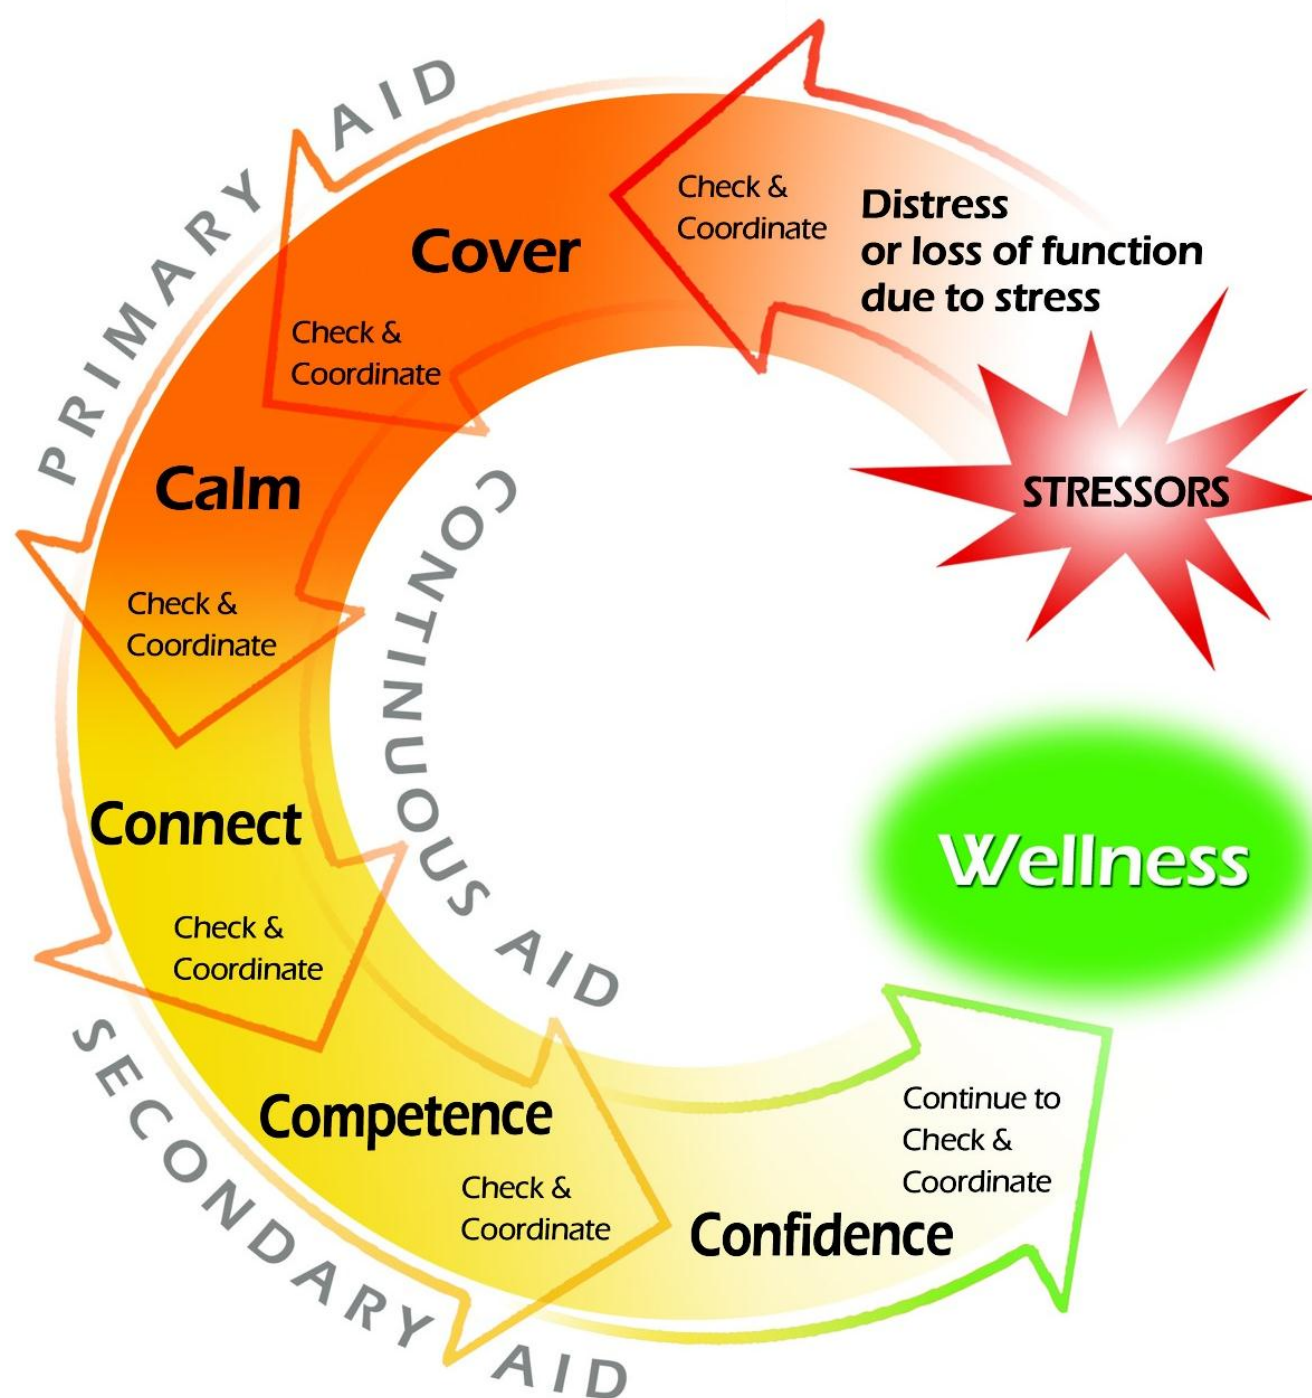 STRESSORS
Distress
or loss of function
due to stress
Check &
Coordinate
Cover
Check &
Coordinate
Calm
Check &
Coordinate
Connect
Check &
Coordinate
Competence
Check &
Coordinate
Confidence
Continue to
Check &
Coordinate
Wellness
PRIMARY AID
CONTINUOUS AID
SECONDARY AID